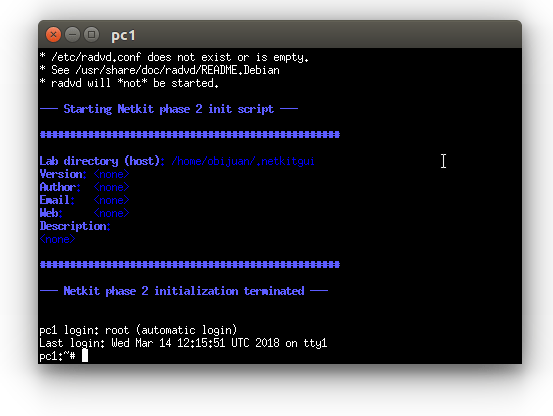 pc1
* /etc/radvd.conf does not exist or is empty.
* See /usr/share/doc/radvd/README.Debian
* radvd will *not* be started.
--- Starting Netkit phase 2 init script ---
##################################################
Lab directory (host): /home/obijuan/.netkitgui
Version: <none>
Author: <none>
Email: <none>
Web: <none>
Description:
<none>
##################################################
--- Netkit phase 2 initialization terminated ---
pc1 login: root (automatic login)
Last login: Wed Mar 14 12:15:51 UTC 2018 on tty1
pc1:~#